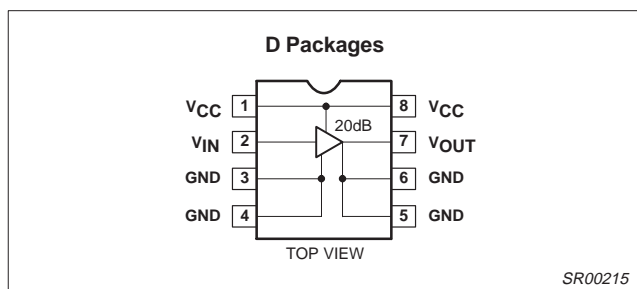 D Packages
VCC 1 8 VCC
20dB
VIN 2 7 VOUT
GND 3 6 GND
GND 4 5 GND
TOP VIEW
SR00215